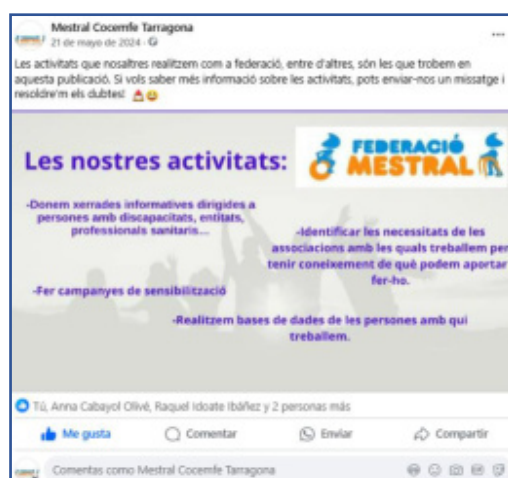 Mestral Cocemfe Tarragona
21 de mayo de 2024
Les activitats que nosaltres realitzem com a federació, entre d'altres, són les que trobem en
aquesta publicació. Si vols saber més informació sobre les activitats, pots enviar-nos un missatge i
resoldre'm els dubtes!
Les nostres activitats:
FEDERACIÓ
MESTRAL
-Donem xerrades informatives dirigides a
persones amb discapacitats, entitats,
professionals sanitaris...
-Identificar les necessitats de les
associacions amb les quals treballem per
tenir coneixement de què podem aportar
fer-ho.
-Fer campanyes de sensibilització
-Realitzem bases de dades de les persones amb qui
treballem.
Tú, Anna Cabayol Olivé, Raquel Idoate Ibáñez y 2 personas más
Me gusta
Comentar
Enviar
Compartir
Comentas como Mestral Cocemfe Tarragona